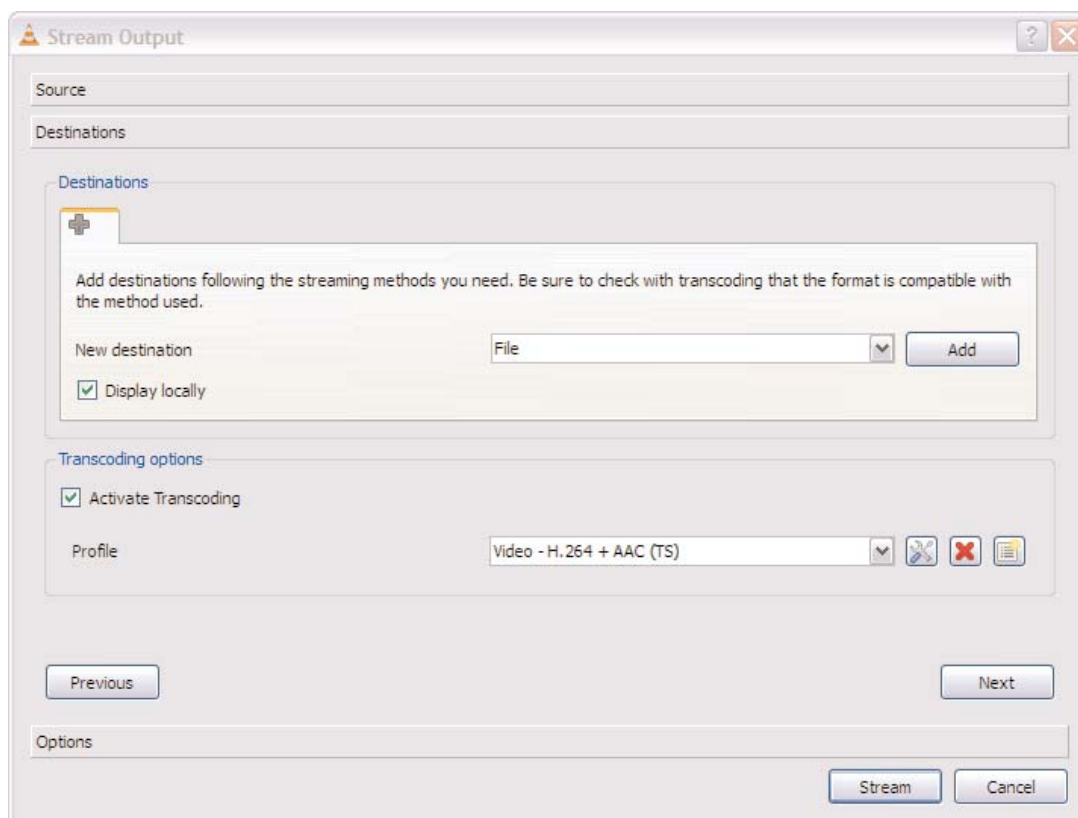 Stream Output
?
Source
Destinations
Destinations
Add destinations following the streaming methods you need. Be sure to check with transcoding that the format is compatible with
the method used.
New destination File Add
Display locally
Transcoding options
Activate Transcoding
Profile Video - H.264 + AAC (TS)
Previous Next
Options
Stream Cancel